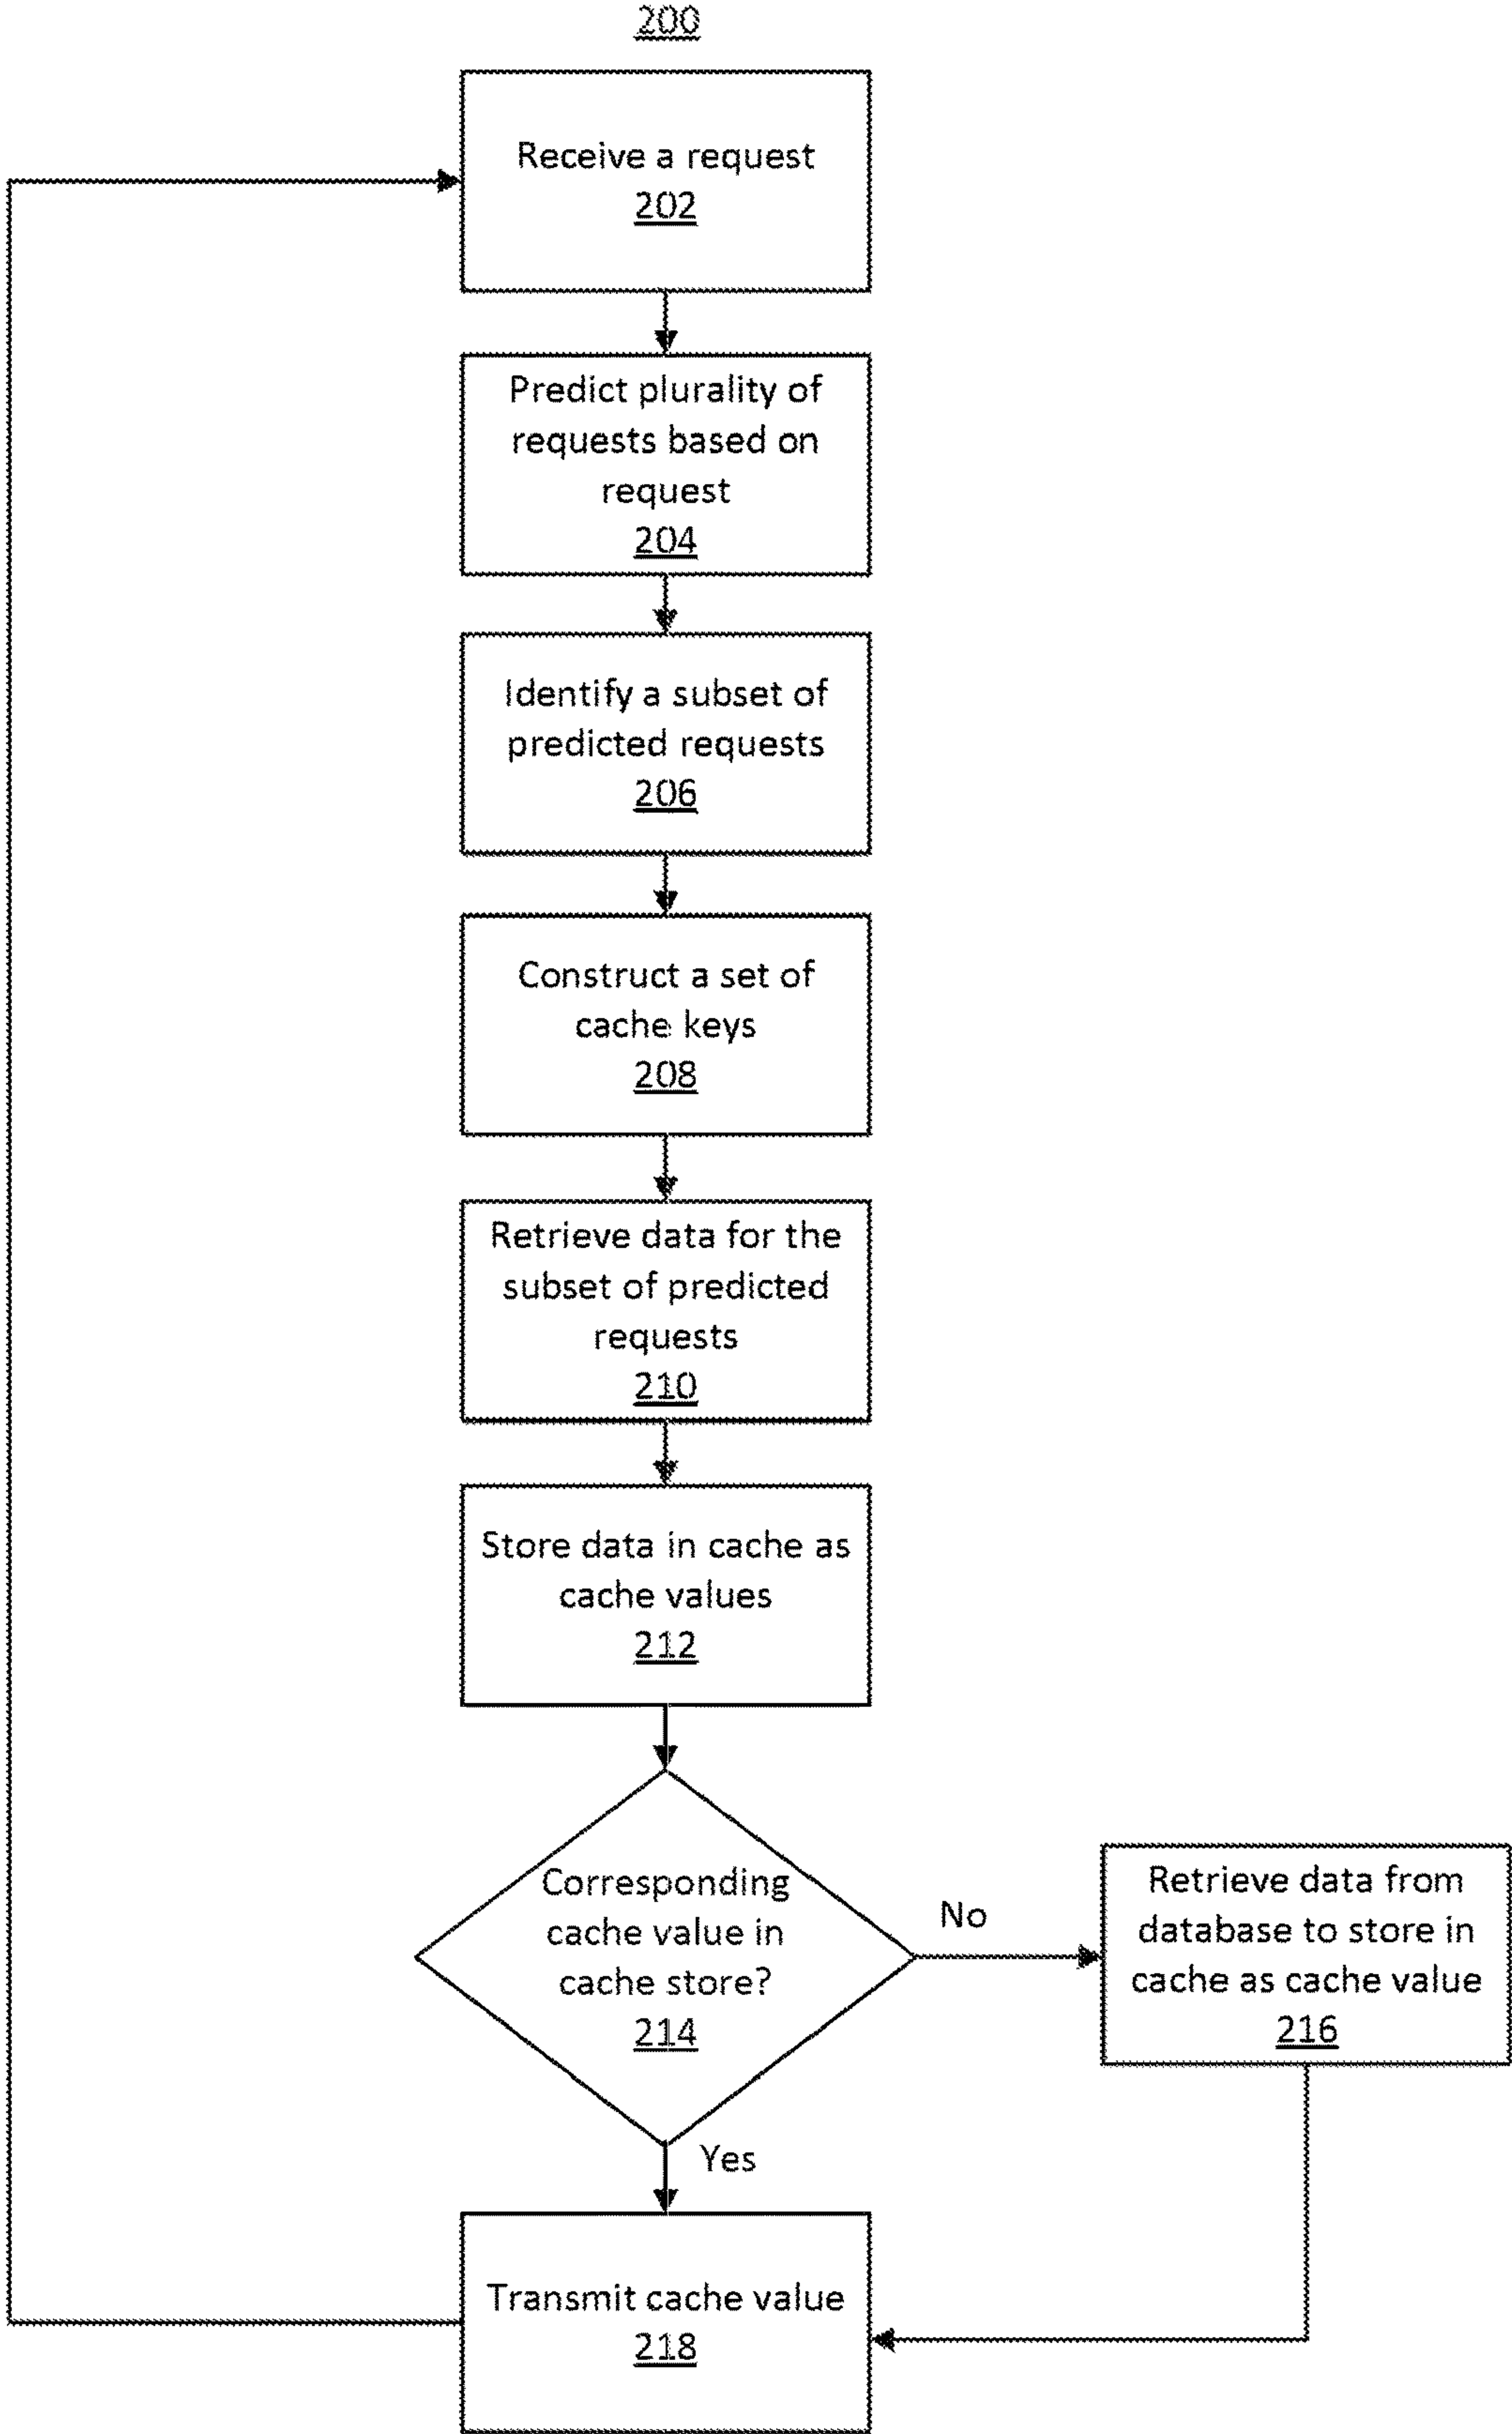 200
Receive a request
202
Predict plurality of
requests based on
request
204
Identify a subset of
predicted requests
206
Construct a set of
cache keys
208
Retrieve data for the
subset of predicted
requests
210
Store data in cache as
cache values
212
Corresponding
cache value in
cache store?
214
No
Retrieve data from
database to store in
cache as cache value
216
Yes
Transmit cache value
218